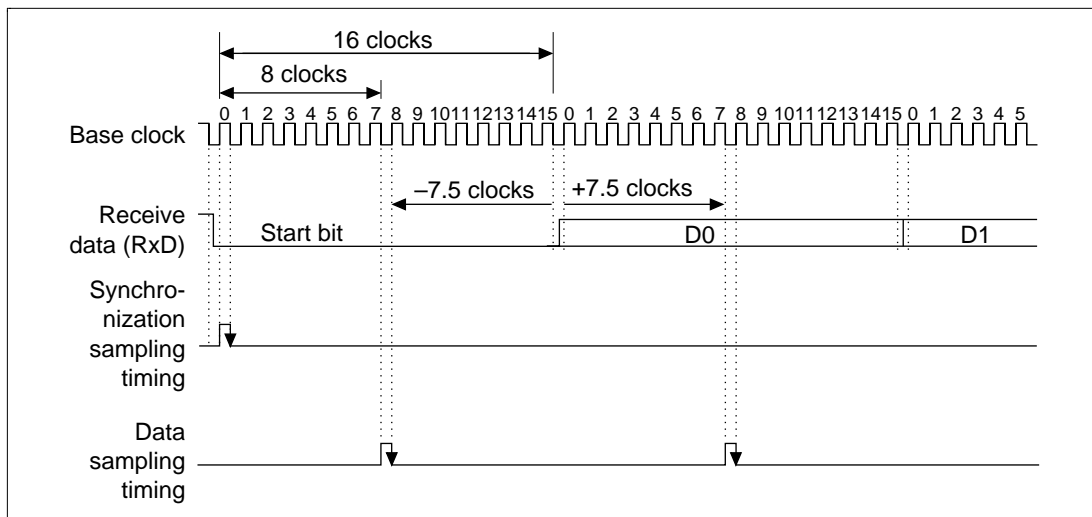 16 clocks
8 clocks
0 1 2 3 4 5 6 7 8 9 10 11 12 13 14 15 0 1 2 3 4 5 6 7 8 9 10 11 12 13 14 15 0 1 2 3 4 5
Base clock
–7.5 clocks
+7.5 clocks
Receive
data (RxD)
Start bit
D0
D1
Synchro-
nization
sampling
timing
Data
sampling
timing